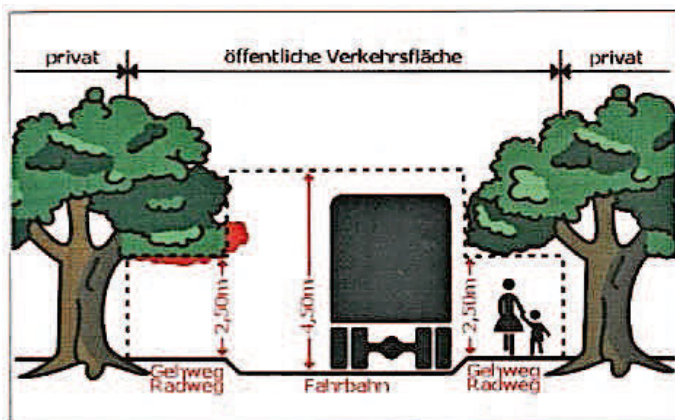 privat
öffentliche Verkehrsfläche
privat
2,50m
4,50m
2,50m
Gehweg
Radweg
Fahrbahn
Gehweg
Radweg